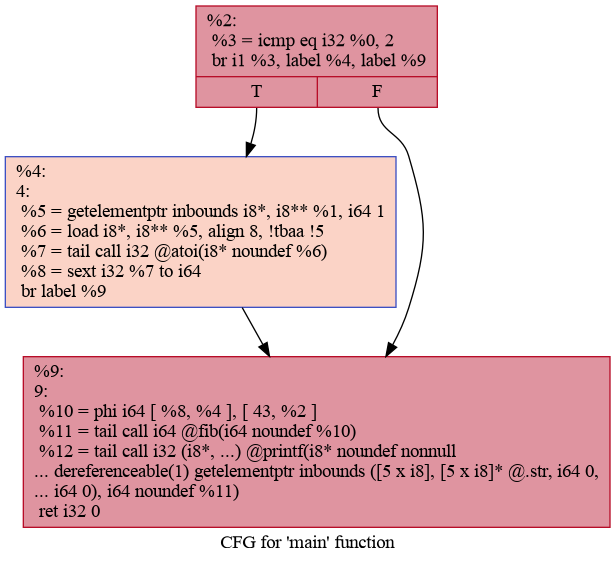 %2:
%3 = icmp eq i32 %0, 2
br i1 %3, label %4, label %9
T F
%4:
4:
%5 = getelementptr inbounds i8*, i8** %1, i64 1
%6 = load i8*, i8** %5, align 8, !tbaa !5
%7 = tail call i32 @atoi(i8* noundef %6)
%8 = sext i32 %7 to i64
br label %9
%9:
9:
%10 = phi i64 [ %8, %4 ], [ 43, %2 ]
%11 = tail call i64 @fib(i64 noundef %10)
%12 = tail call i32 (i8*, ...) @printf(i8* noundef nonnull
... dereferenceable(1) getelementptr inbounds ([5 x i8], [5 x i8]* @.str, i64 0,
... i64 0), i64 noundef %11)
ret i32 0
CFG for 'main' function